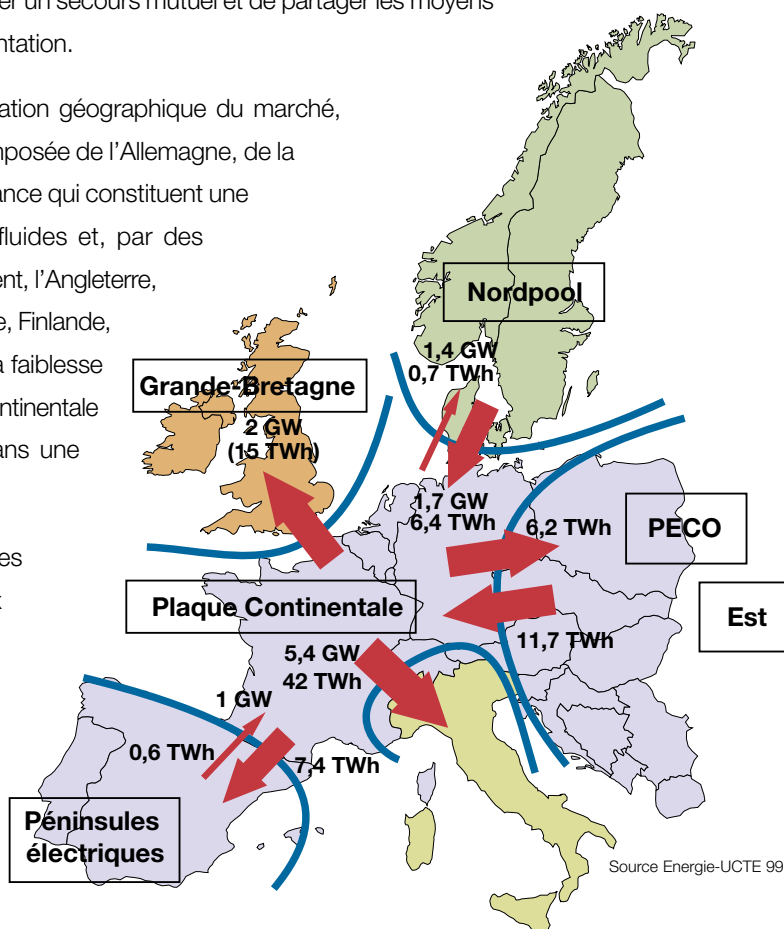 er un secours mutuel et de partager les moyens
ntation.
ation géographique du marché,
mposée de l'Allemagne, de la
ance qui constituent une
fluides et, par des
ent, l'Angleterre,
e, Finlande,
a faiblesse
ntinentale
ans une
es
x
Nordpool
1,4 GW
0,7 TWh
Grande-Bretagne
2 GW
(15 TWh)
1,7 GW
6,4 TWh
6,2 TWh
PECO
Est
Plaque Continentale
11,7 TWh
5,4 GW
42 TWh
1 GW
0,6 TWh
7,4 TWh
Péninsules
électriques
Source Energie-UCTE 99